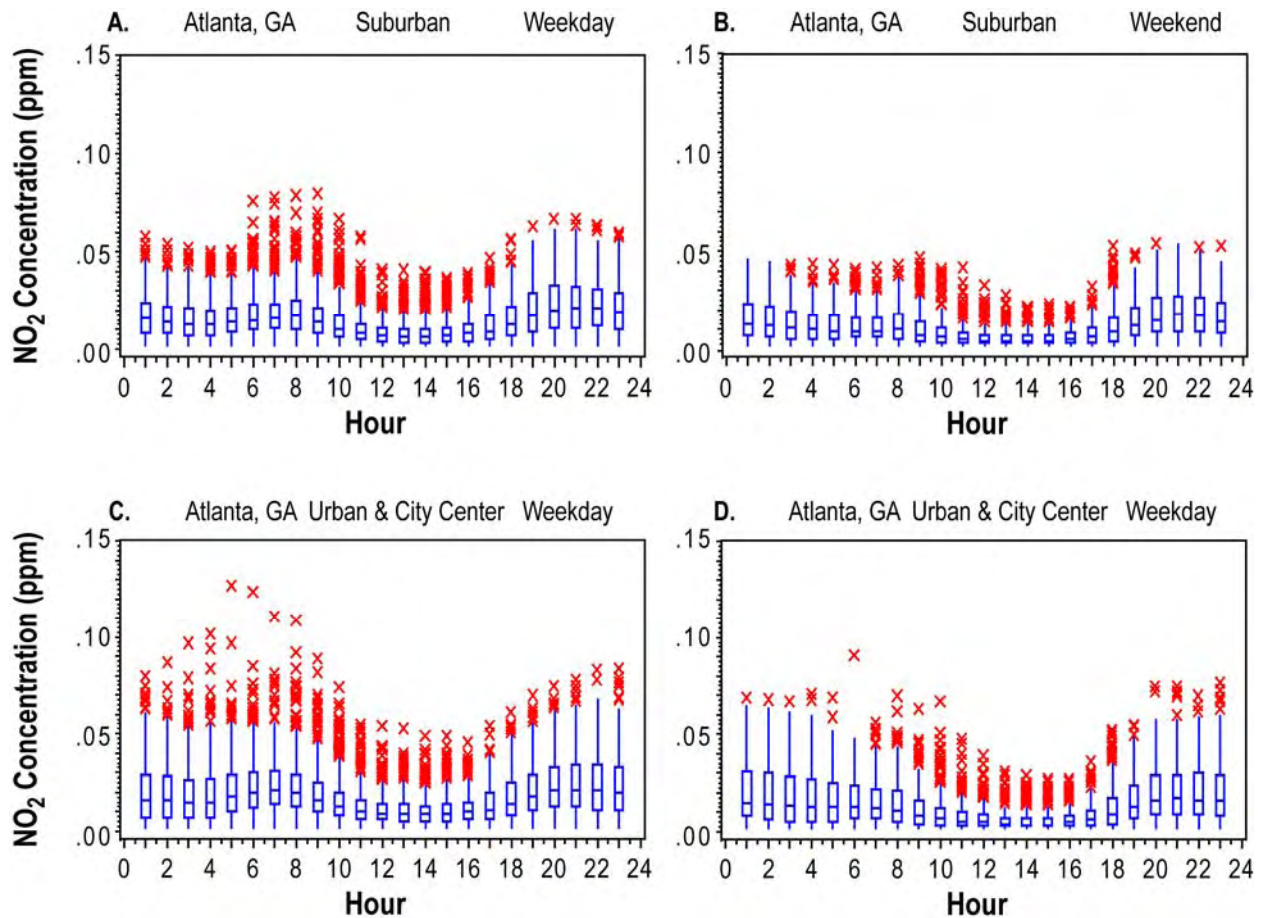 A. Atlanta, GA Suburban Weekday
B. Atlanta, GA Suburban Weekend
NO2 Concentration (ppm)
.15
.10
.05
.00
0 2 4 6 8 10 12 14 16 18 20 22 24
Hour
.15
.10
.05
.00
0 2 4 6 8 10 12 14 16 18 20 22 24
Hour
C. Atlanta, GA Urban & City Center Weekday
D. Atlanta, GA Urban & City Center Weekday
NO2 Concentration (ppm)
.15
.10
.05
.00
0 2 4 6 8 10 12 14 16 18 20 22 24
Hour
.15
.10
.05
.00
0 2 4 6 8 10 12 14 16 18 20 22 24
Hour